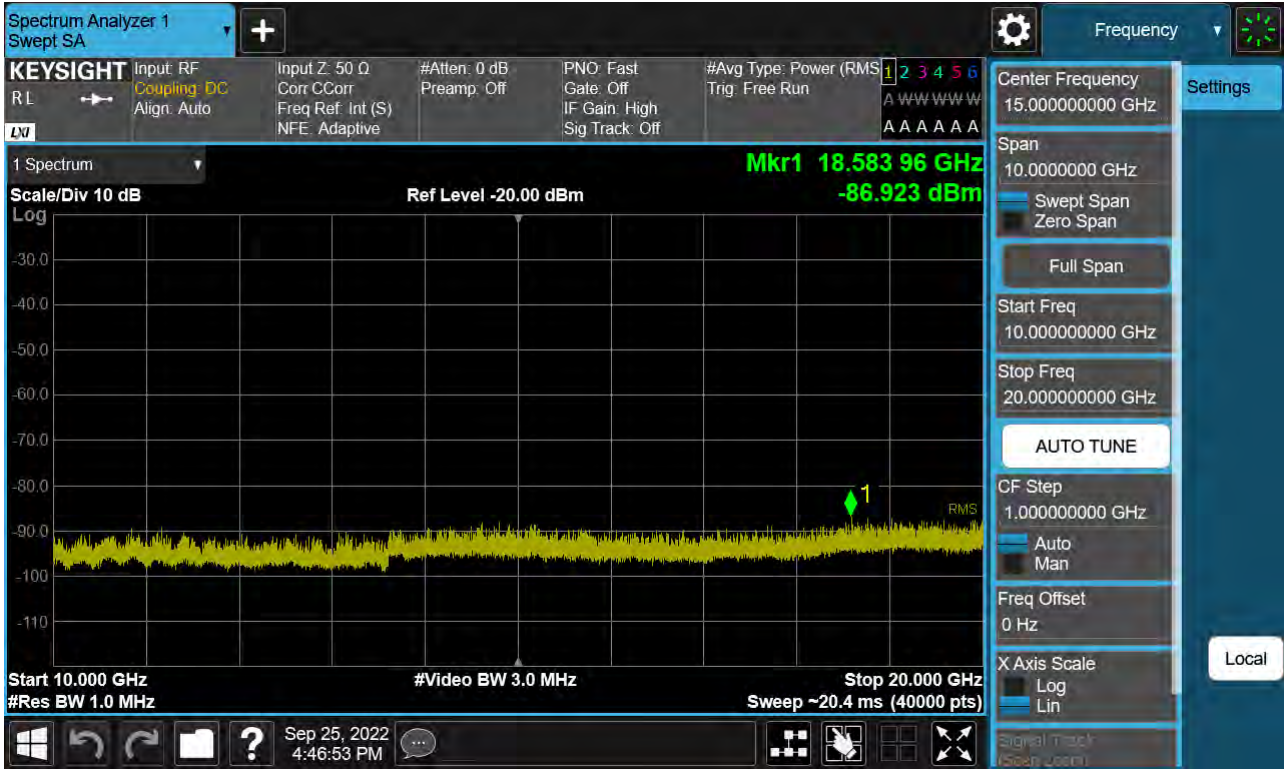 Spectrum Analyzer 1
Swept SA
+
Frequency
KEYSIGHT
R L
LXI
Input: RF
Coupling: DC
Align: Auto
Input Z: 50 Ω
Corr CCorr
Freq Ref: Int (S)
NFE: Adaptive
#Atten: 0 dB
Preamp: Off
PNO: Fast
Gate: Off
IF Gain: High
Sig Track: Off
#Avg Type: Power (RMS
Trig: Free Run
1 2 3 4 5 6
A W W W W W
A A A A A A
1 Spectrum
Scale/Div 10 dB
Log
Ref Level -20.00 dBm
Mkr1 18.583 96 GHz
-86.923 dBm
-30.0
-40.0
-50.0
-60.0
-70.0
-80.0
-90.0
-100
-110
1
RMS
Start 10.000 GHz
#Res BW 1.0 MHz
#Video BW 3.0 MHz
Stop 20.000 GHz
Sweep ~20.4 ms (40000 pts)
Center Frequency
15.000000000 GHz
Span
10.0000000 GHz
Swept Span
Zero Span
Full Span
Start Freq
10.000000000 GHz
Stop Freq
20.000000000 GHz
AUTO TUNE
CF Step
1.000000000 GHz
Auto
Man
Freq Offset
0 Hz
X Axis Scale
Log
Lin
Signal Track
(Span Zoom)
Settings
Local
?
Sep 25, 2022
4:46:53 PM